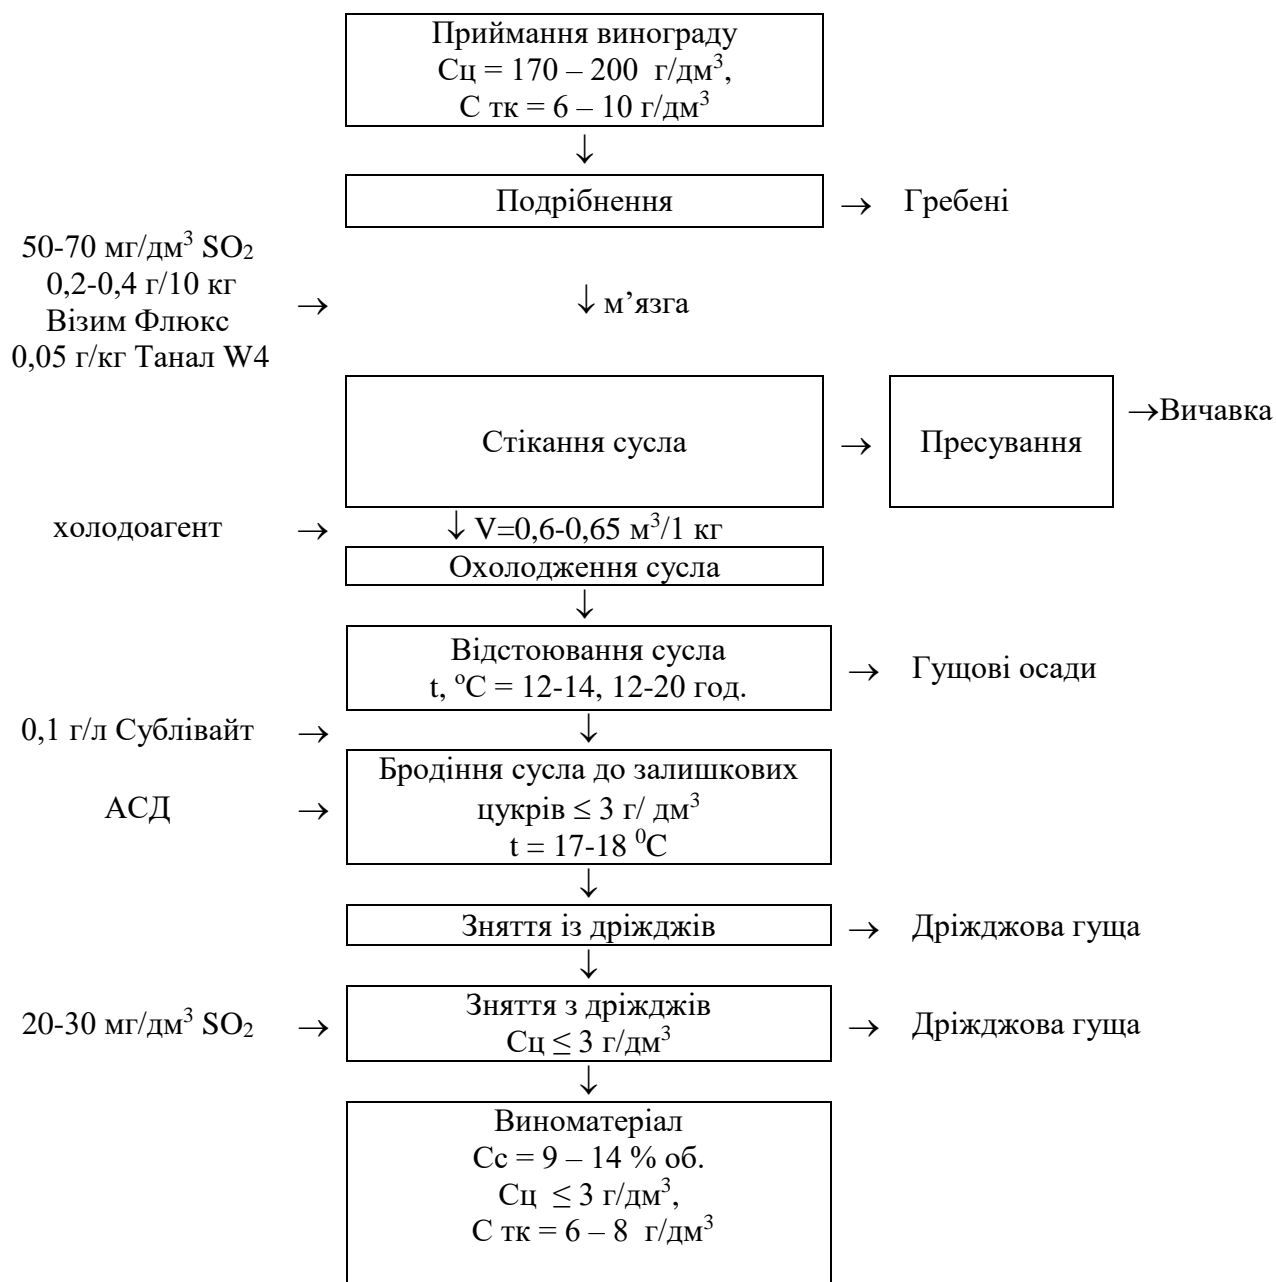 Приймання винограду
Сц = 170 – 200 г/дм³,
С тк = 6 – 10 г/дм³
↓
Подрібнення → Гребені
50-70 мг/дм³ SO₂
0,2-0,4 г/10 кг
Візим Флюкс
0,05 г/кг Танал W4
→ ↓ м’язга
Стікання сусла → Пресування →Вичавка
холодоагент → ↓ V=0,6-0,65 м³/1 кг
Охолодження сусла
↓
Відстоювання сусла
t, ºС = 12-14, 12-20 год.
→ Гущові осади
0,1 г/л Сублівайт → ↓
Бродіння сусла до залишкових
АСД → цукрів ≤ 3 г/ дм³
t = 17-18 ⁰С
↓
Зняття із дріжджів → Дріжджова гуща
↓
Зняття з дріжджів
20-30 мг/дм³ SO₂ → → Дріжджова гуща
Сц ≤ 3 г/дм³
↓
Виноматеріал
Сс = 9 – 14 % об.
Сц ≤ 3 г/дм³,
С тк = 6 – 8 г/дм³